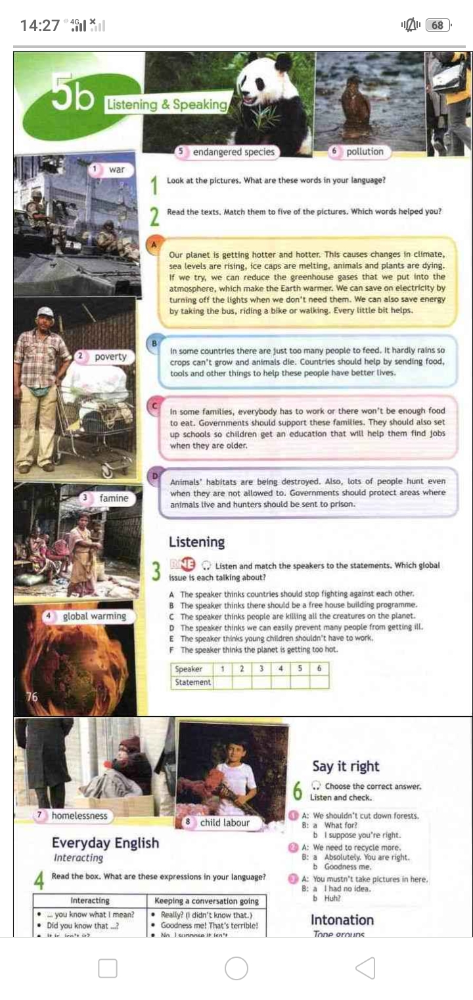 14:27 4G 68
5b Listening & Speaking
5 endangered species
6 pollution
1 war
1 Look at the pictures. What are these words in your language?
2 Read the texts. Match them to five of the pictures. Which words helped you?
A
Our planet is getting hotter and hotter. This causes changes in climate,
sea levels are rising, ice caps are melting, animals and plants are dying.
If we try, we can reduce the greenhouse gases that we put into the
atmosphere, which make the Earth warmer. We can save on electricity by
turning off the lights when we don't need them. We can also save energy
by taking the bus, riding a bike or walking. Every little bit helps.
2 poverty
B
In some countries there are just too many people to feed. It hardly rains so
crops can't grow and animals die. Countries should help by sending food,
tools and other things to help these people have better lives.
C
In some families, everybody has to work or there won't be enough food
to eat. Governments should support these families. They should also set
up schools so children get an education that will help them find jobs
when they are older.
D
Animals' habitats are being destroyed. Also, lots of people hunt even
when they are not allowed to. Governments should protect areas where
animals live and hunters should be sent to prison.
3 famine
Listening
3 RNE Listen and match the speakers to the statements. Which global
issue is each talking about?
A The speaker thinks countries should stop fighting against each other.
B The speaker thinks there should be a free house building programme.
C The speaker thinks people are killing all the creatures on the planet.
D The speaker thinks we can easily prevent many people from getting ill.
E The speaker thinks young children shouldn't have to work.
F The speaker thinks the planet is getting too hot.
4 global warming
Speaker 1 2 3 4 5 6
Statement
76
7 homelessness
8 child labour
Everyday English
Interacting
4 Read the box. What are these expressions in your language?
Interacting Keeping a conversation going
• ... you know what I mean? • Really? (I didn't know that.)
• Did you know that ...? • Goodness me! That's terrible!
• It is, isn't it? • No, I suppose it isn't
Say it right
6 Choose the correct answer.
Listen and check.
1 A: We shouldn't cut down forests.
B: a What for?
b I suppose you're right.
2 A: We need to recycle more.
B: a Absolutely. You are right.
b Goodness me.
3 A: You mustn't take pictures in here.
B: a I had no idea.
b Huh?
Intonation
Tone groups